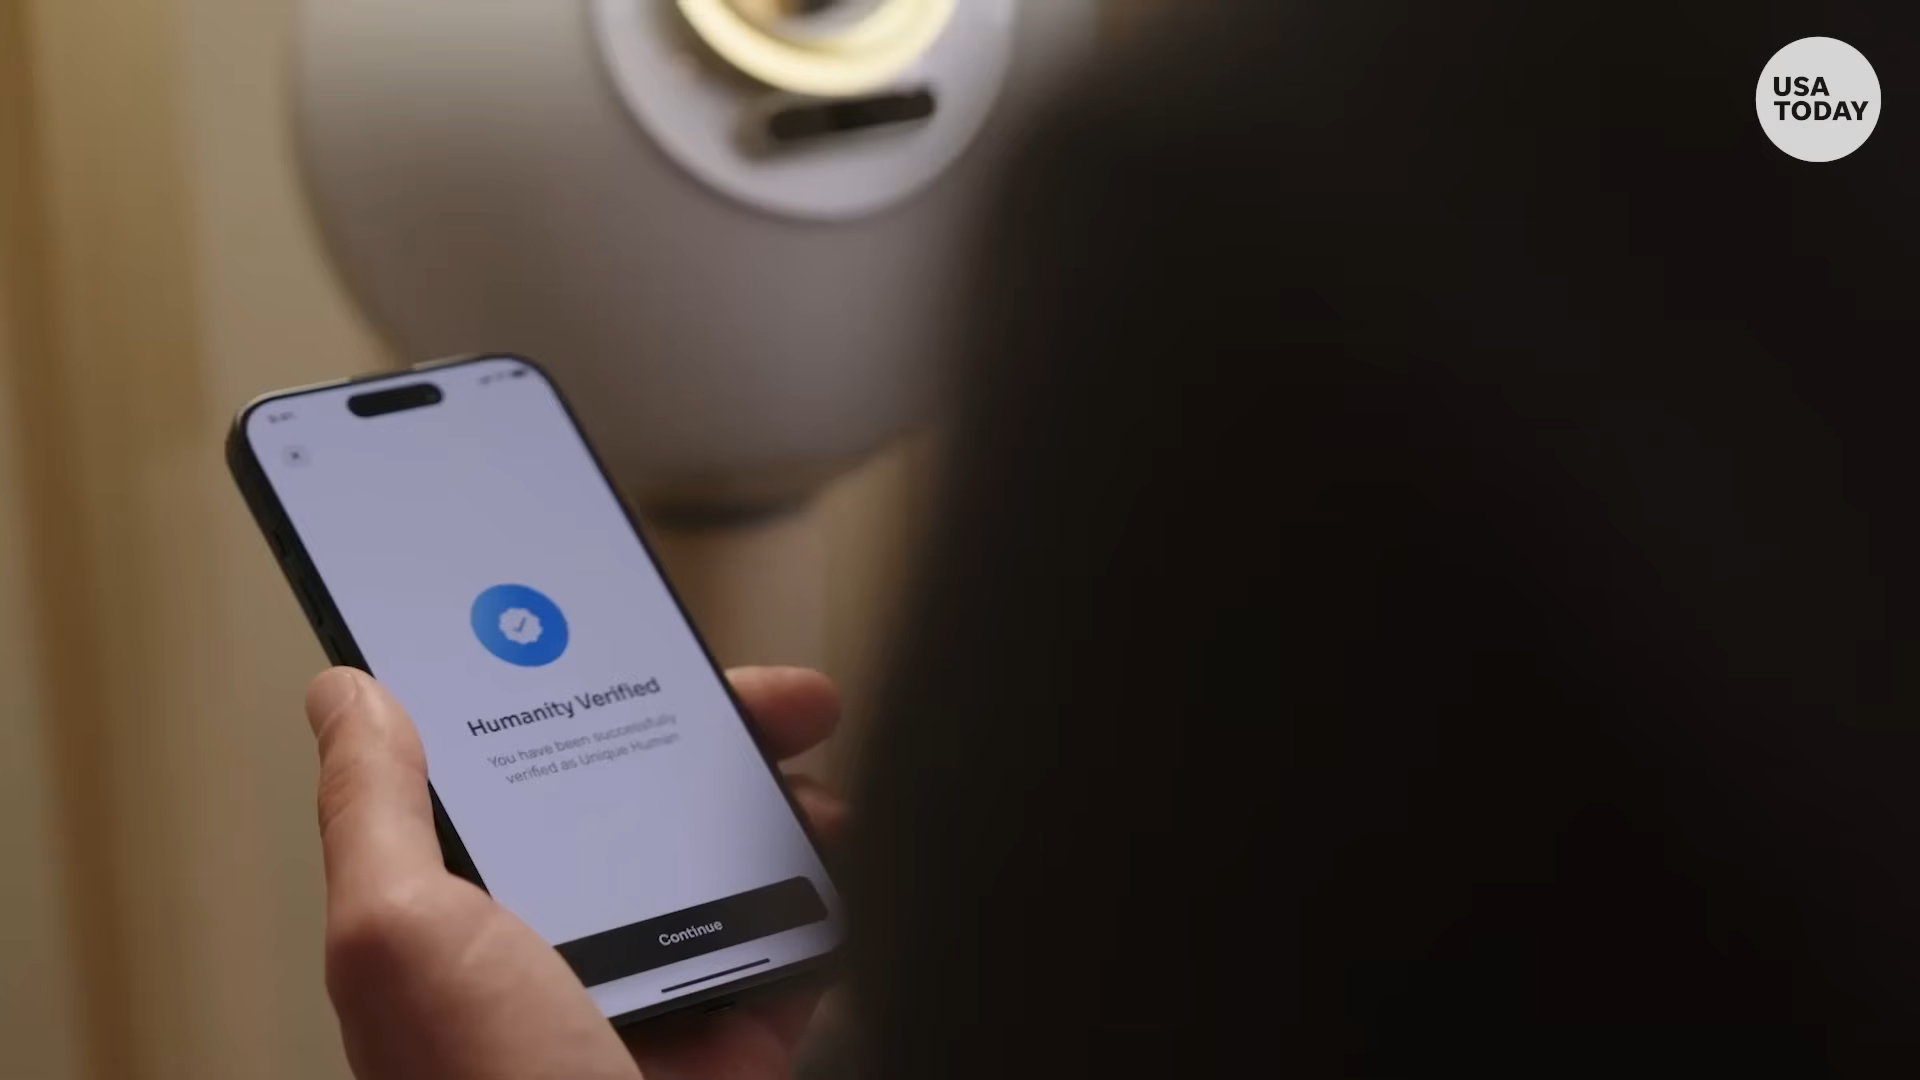 USA
TODAY
Humanity Verified
You have been successfully
verified as Unique Human
Continue